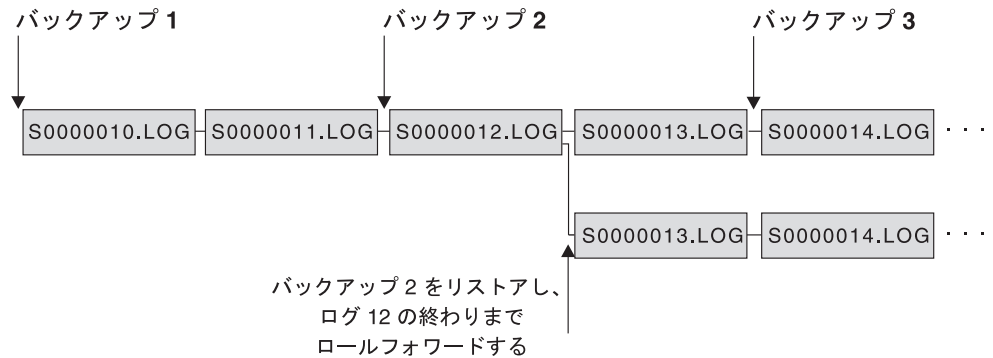 バックアップ 1 バックアップ 2 バックアップ 3
S0000010.LOG S0000011.LOG S0000012.LOG S0000013.LOG S0000014.LOG ・・・
S0000013.LOG S0000014.LOG ・・・
バックアップ 2 をリストアし、
ログ 12 の終わりまで
ロールフォワードする